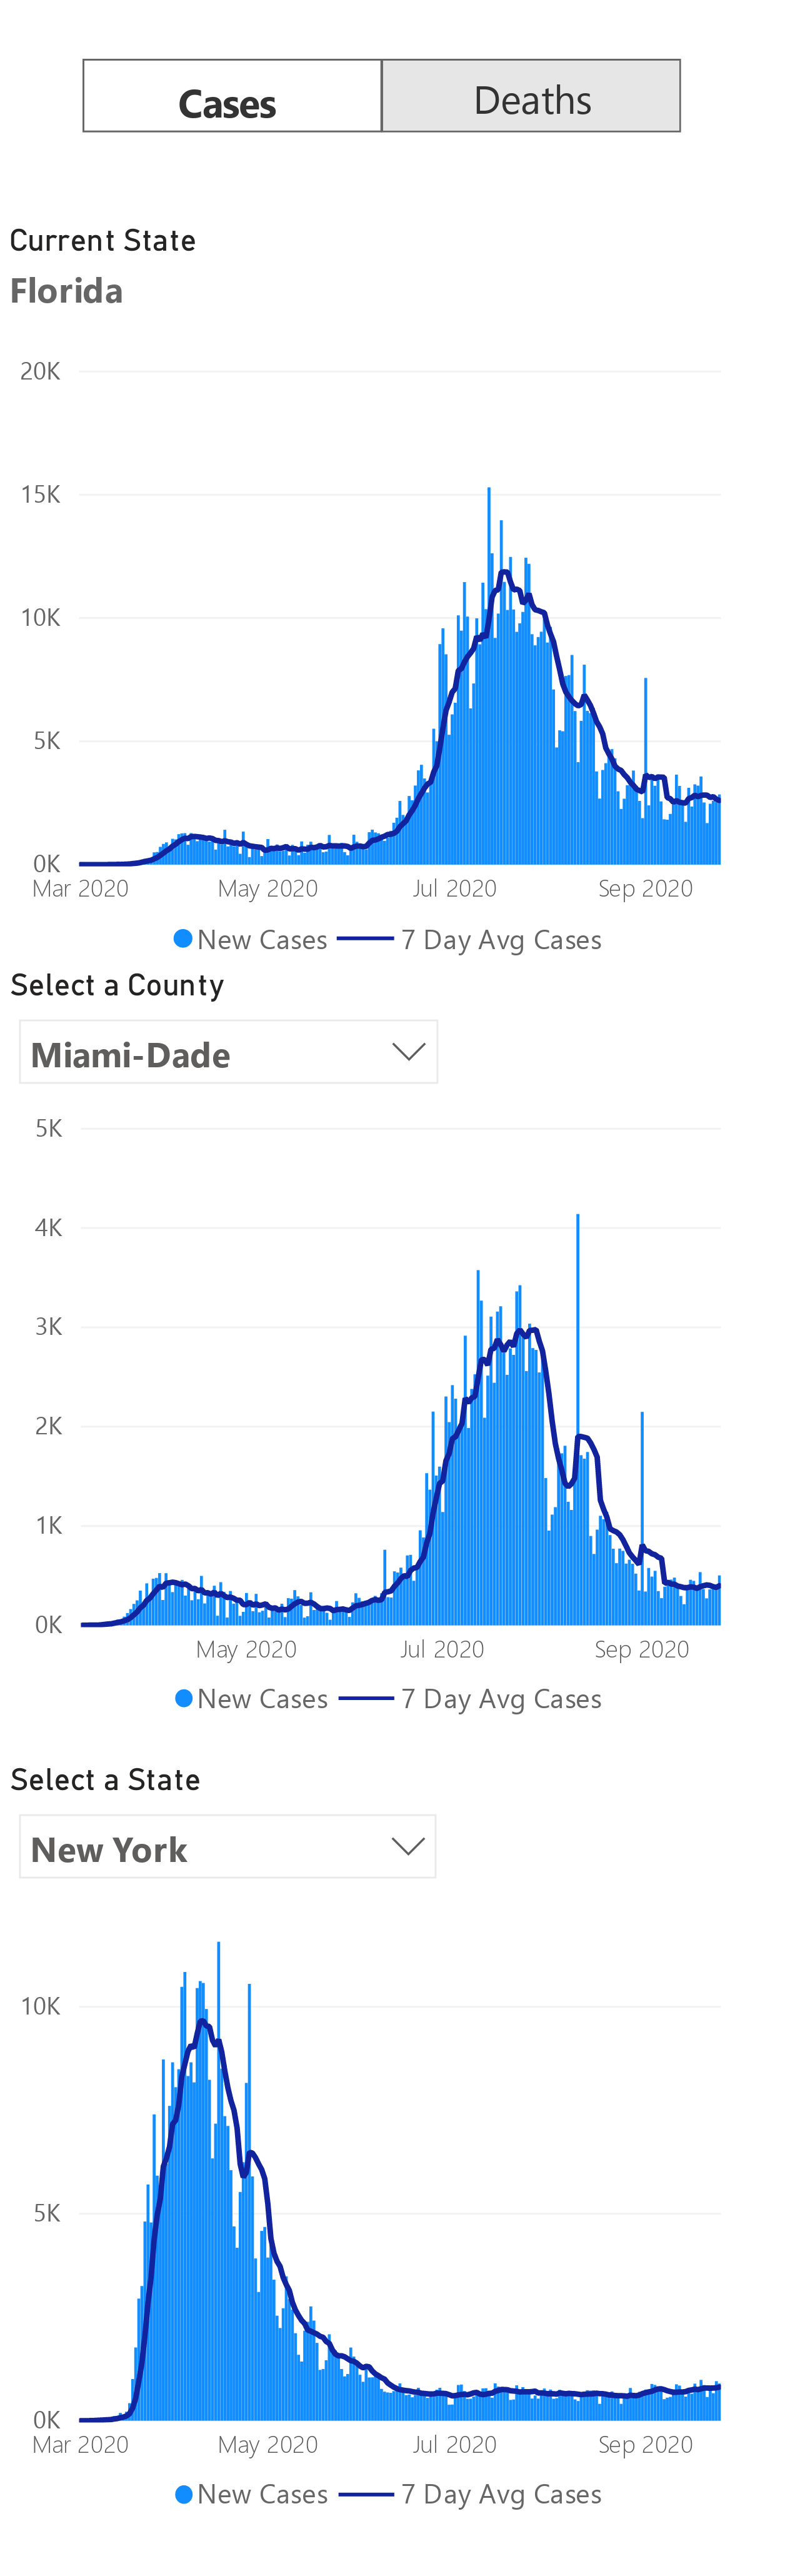 Cases Deaths
Current State
Florida
20K
15K
10K
5K
0K
Mar 2020 May 2020 Jul 2020 Sep 2020
New Cases 7 Day Avg Cases
Select a County
Miami-Dade
5K
4K
3K
2K
1K
0K
May 2020 Jul 2020 Sep 2020
New Cases 7 Day Avg Cases
Select a State
New York
10K
5K
0K
Mar 2020 May 2020 Jul 2020 Sep 2020
New Cases 7 Day Avg Cases